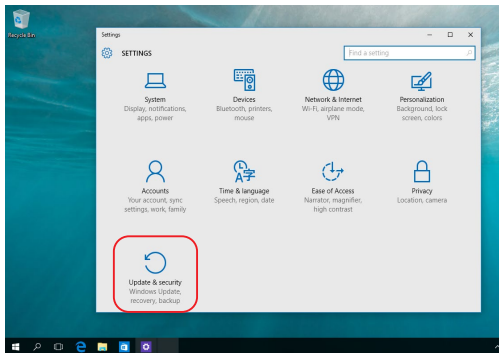 Recycle Bin
Settings
SETTINGS
Find a setting
System
Display, notifications,
apps, power
Devices
Bluetooth, printers,
mouse
Network & Internet
Wi-Fi, airplane mode,
VPN
Personalization
Background, lock
screen, colors
Accounts
Your account, sync
settings, work, family
Time & language
Speech, region, date
Ease of Access
Narrator, magnifier,
high contrast
Privacy
Location, camera
Update & security
Windows Update,
recovery, backup